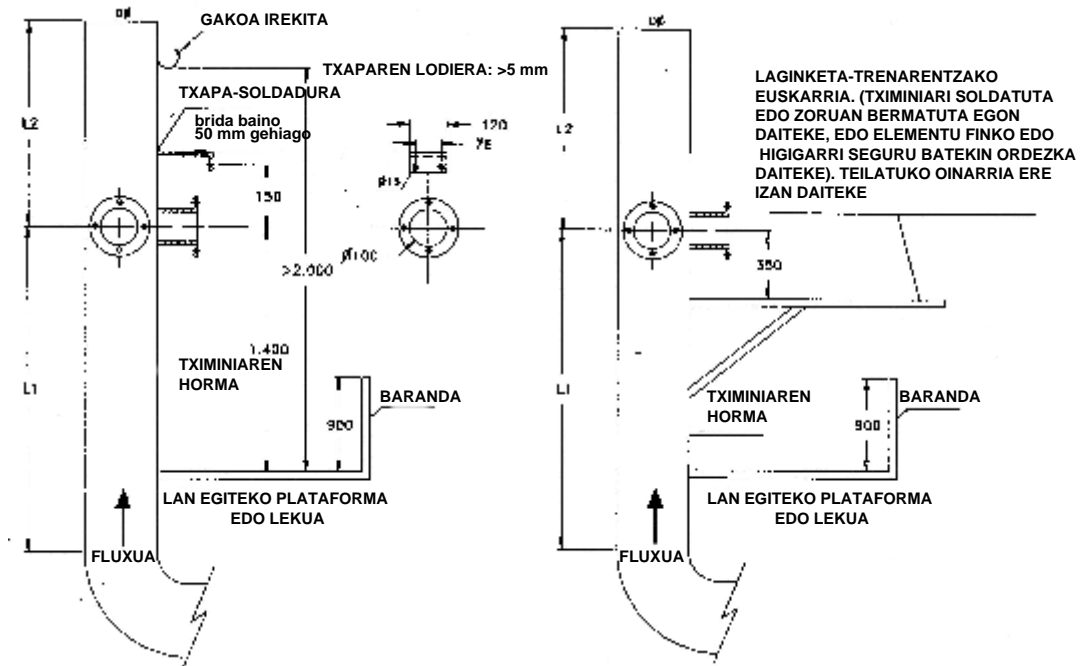 DØ
GAKOA IREKITA
TXAPAREN LODIERA: >5 mm
TXAPA-SOLDADURA
brida baino
50 mm gehiago
L2
120
150
Ø100
>2.000
1.400
TXIMINIAREN
HORMA
L1
900
BARANDA
LAN EGITEKO PLATAFORMA
EDO LEKUA
FLUXUA
DØ
LAGINKETA-TRENARENTZAKO
EUSKARRIA. (TXIMINIARI SOLDATUTA
EDO ZORUAN BERMATUTA EGON
DAITEKE, EDO ELEMENTU FINKO EDO
HIGIGARRI SEGURU BATEKIN ORDEZKA
DAITEKE). TEILATUKO OINARRIA ERE
IZAN DAITEKE
L2
350
TXIMINIAREN
HORMA
L1
900
BARANDA
LAN EGITEKO PLATAFORMA
EDO LEKUA
FLUXUA